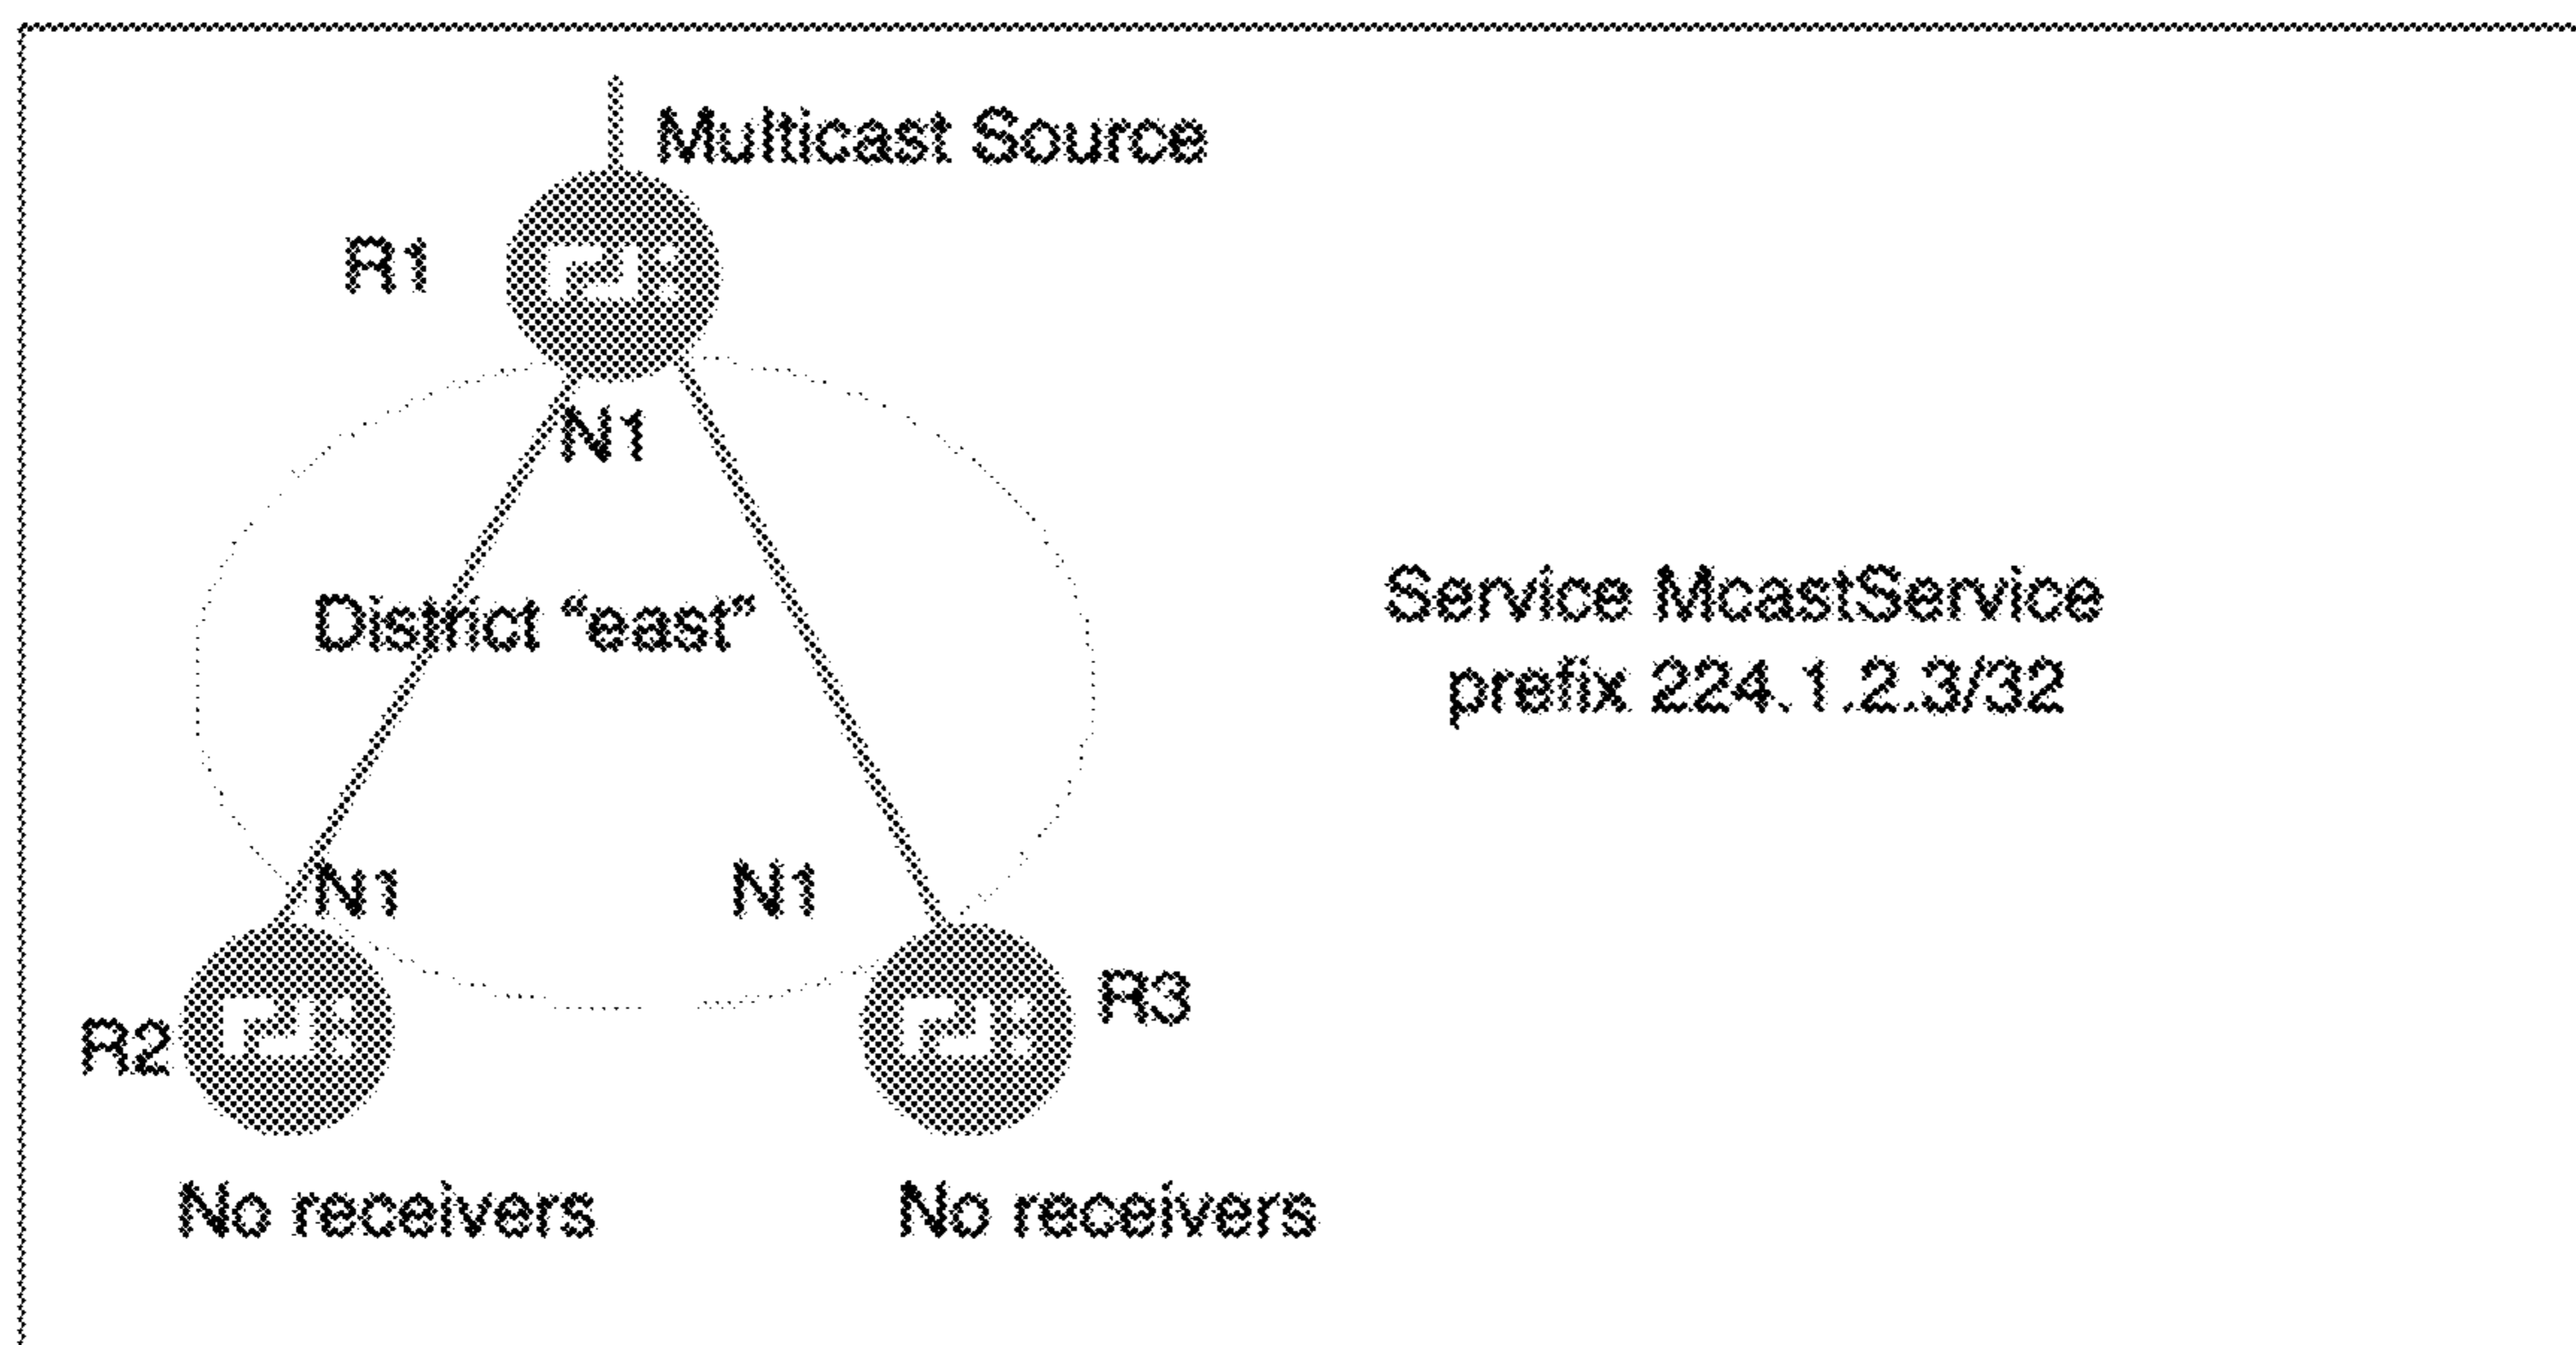 Multicast Source
R1
N1
District “east”
Service McastService
prefix 224.1.2.3/32
N1
N1
R2
R3
No receivers
No receivers